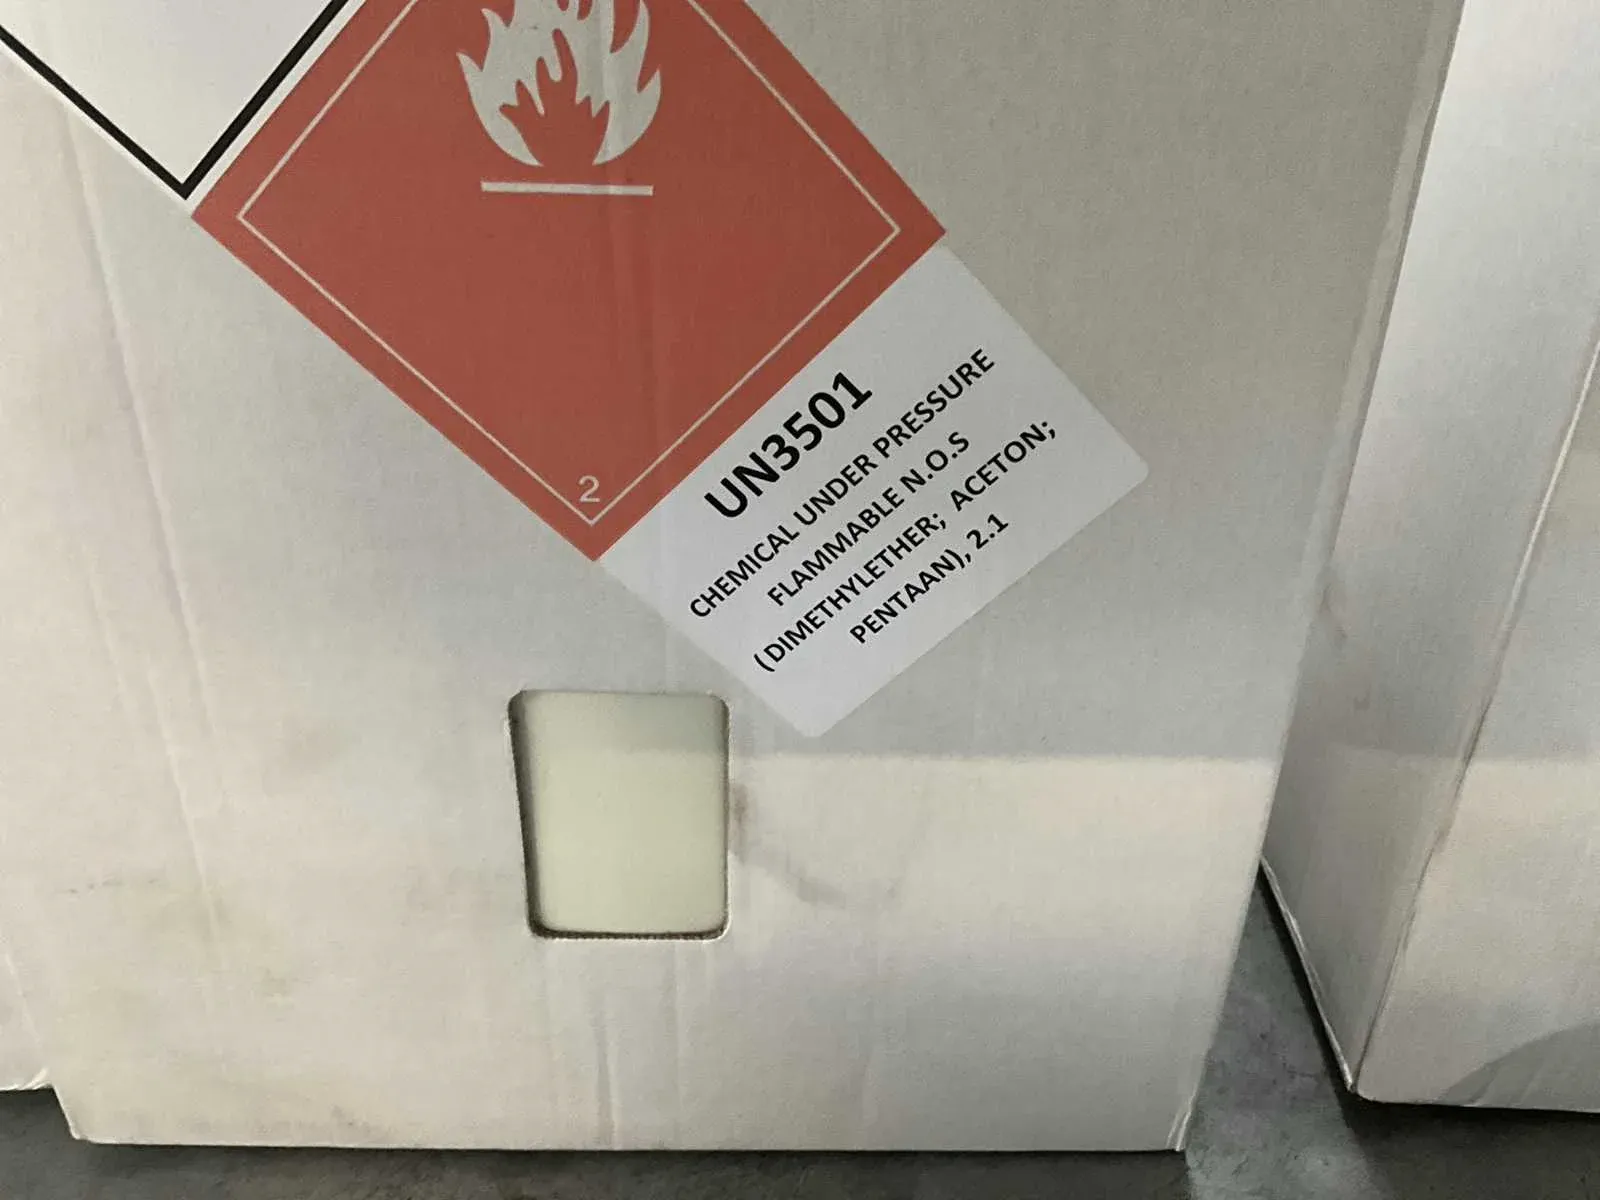 2
UN3501
CHEMICAL UNDER PRESSURE
FLAMMABLE N.O.S
(DIMETHYLETHER; ACETON;
PENTAAN), 2.1